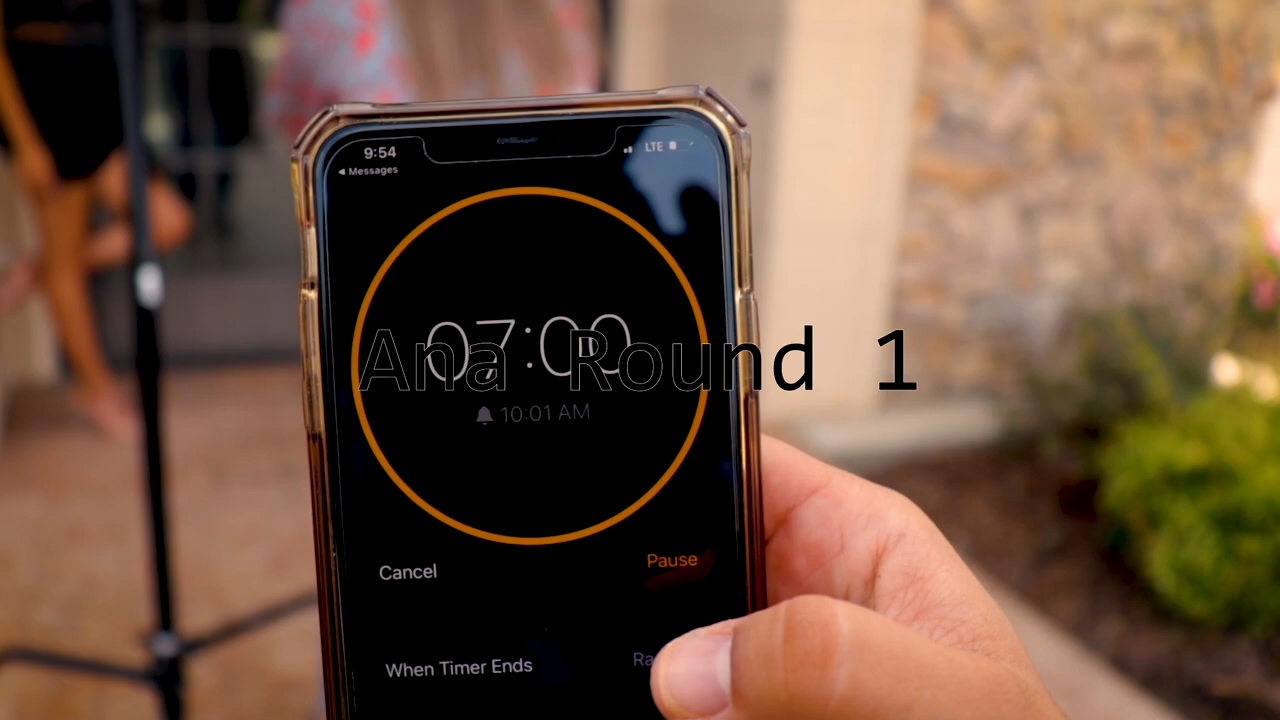 9:54
LTE
◀ Messages
07:00
Ana Round 1
10:01 AM
Cancel
Pause
When Timer Ends